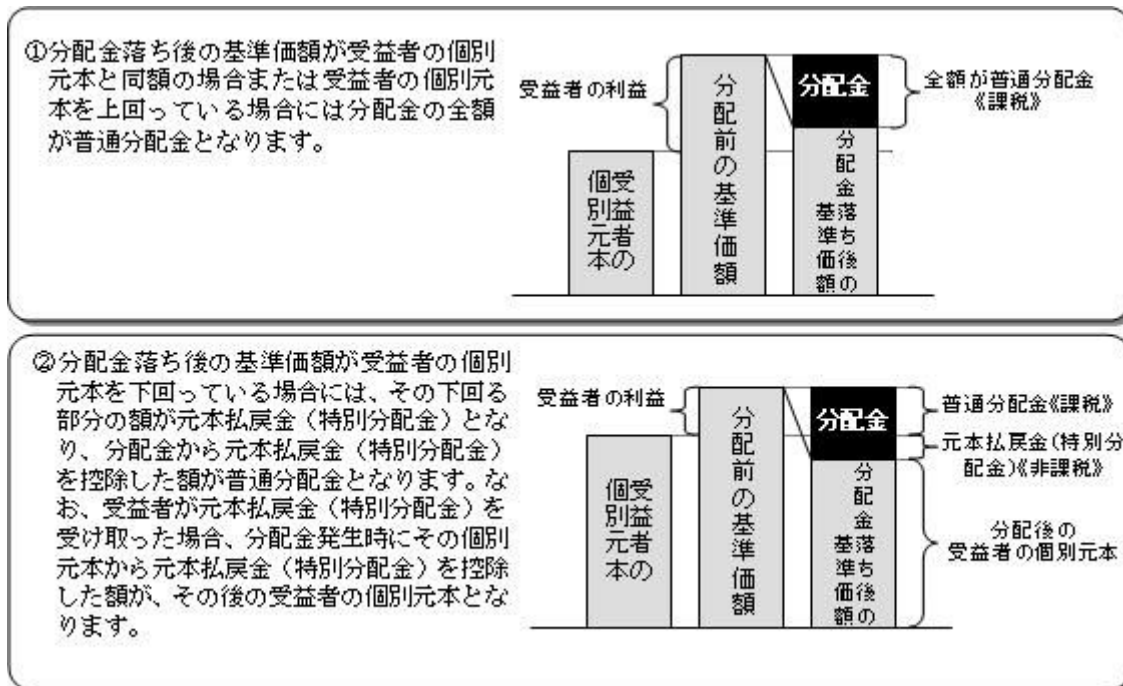 ①分配金落ち後の基準価額が受益者の個別
元本と同額の場合または受益者の個別元
本を上回っている場合には分配金の全額
が普通分配金となります。
受益者の利益
受益者の
個別元本
分配前の基準価額
分配金
分配金落ち後の
基準価額
全額が普通分配金
《課税》
②分配金落ち後の基準価額が受益者の個別
元本を下回っている場合には、その下回る
部分の額が元本払戻金（特別分配金）とな
り、分配金から元本払戻金（特別分配金）
を控除した額が普通分配金となります。な
お、受益者が元本払戻金（特別分配金）を
受け取った場合、分配金発生時にその個別
元本から元本払戻金（特別分配金）を控除
した額が、その後の受益者の個別元本とな
ります。
受益者の利益
受益者の
個別元本
分配前の基準価額
分配金
分配金落ち後の
基準価額
普通分配金《課税》
元本払戻金(特別分
配金)《非課税》
分配後の
受益者の個別元本